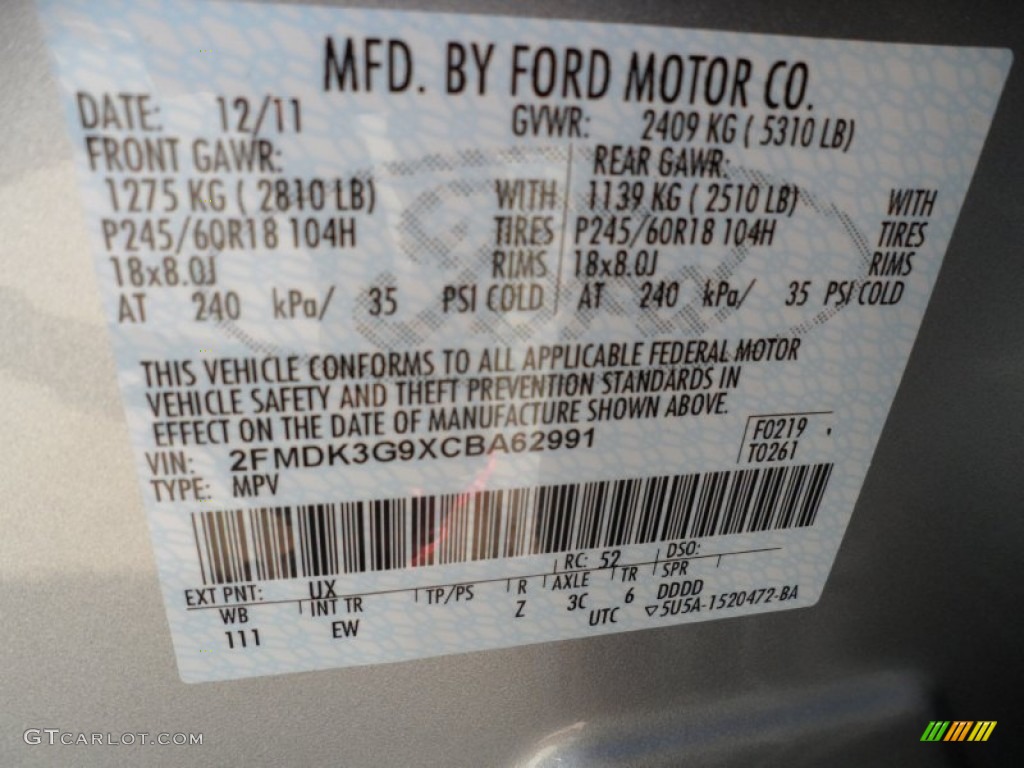 MFD. BY FORD MOTOR CO.
DATE: 12/11 GVWR: 2409 KG ( 5310 LB)
FRONT GAWR: REAR GAWR:
1275 KG ( 2810 LB) WITH 1139 KG ( 2510 LB) WITH
P245/60R18 104H TIRES P245/60R18 104H TIRES
18x8.0J RIMS 18x8.0J RIMS
AT 240 kPa/ 35 PSI COLD AT 240 kPa/ 35 PSI COLD
THIS VEHICLE CONFORMS TO ALL APPLICABLE FEDERAL MOTOR
VEHICLE SAFETY AND THEFT PREVENTION STANDARDS IN
EFFECT ON THE DATE OF MANUFACTURE SHOWN ABOVE.
VIN: 2FMDK3G9XCBA62991 F0219
TYPE: MPV T0261
EXT PNT: UX RC: 52 DSO:
WB INT TR TP/PS R AXLE TR SPR
111 EW Z 3C 6 DDDD
UTC ▽5U5A-1520472-BA
GTCARLOT.COM